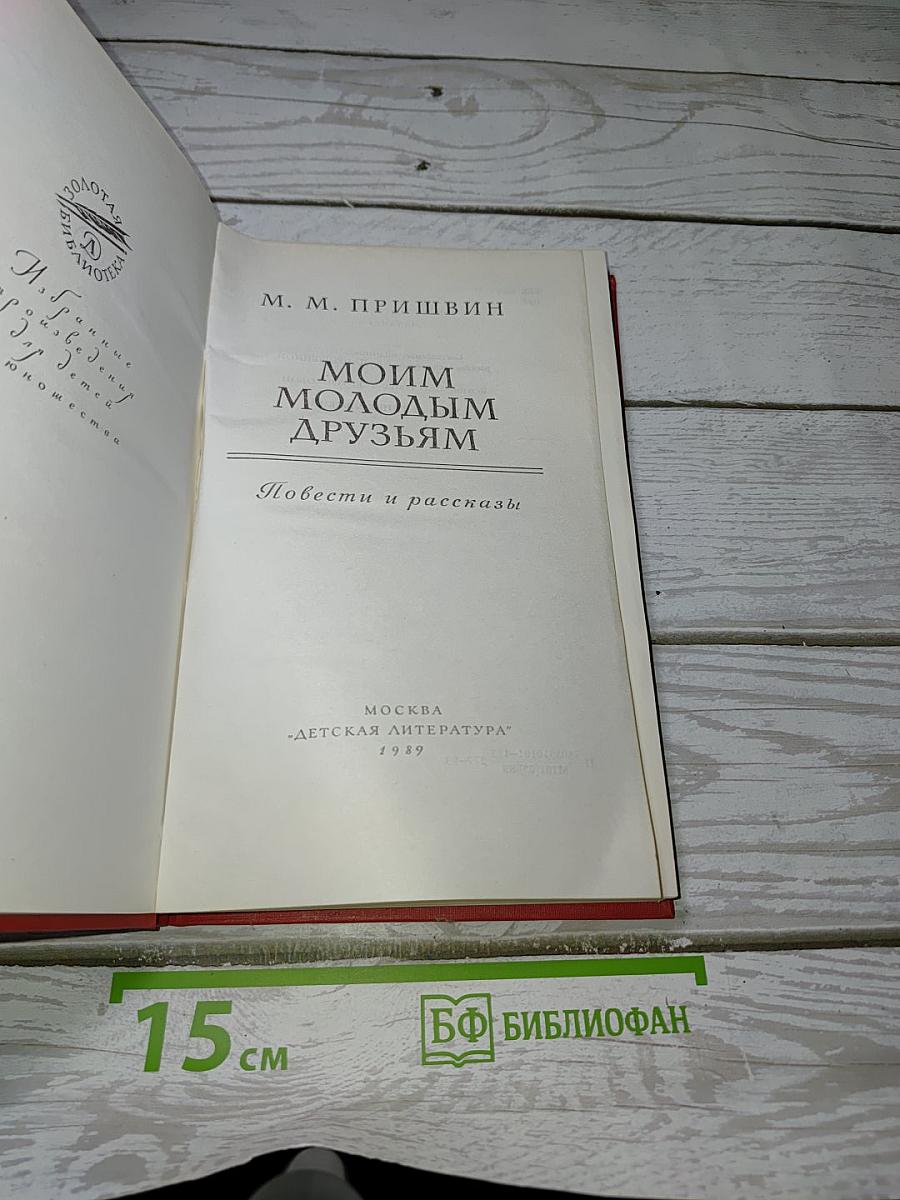 ЗОЛОТАЯ
БИБЛИОТЕКА
Избранные
произведения
для детей
юношества
М. М. ПРИШВИН
МОИМ
МОЛОДЫМ
ДРУЗЬЯМ
Повести и рассказы
МОСКВА
„ДЕТСКАЯ ЛИТЕРАТУРА"
1989
15 см
БФ БИБЛИОФАН